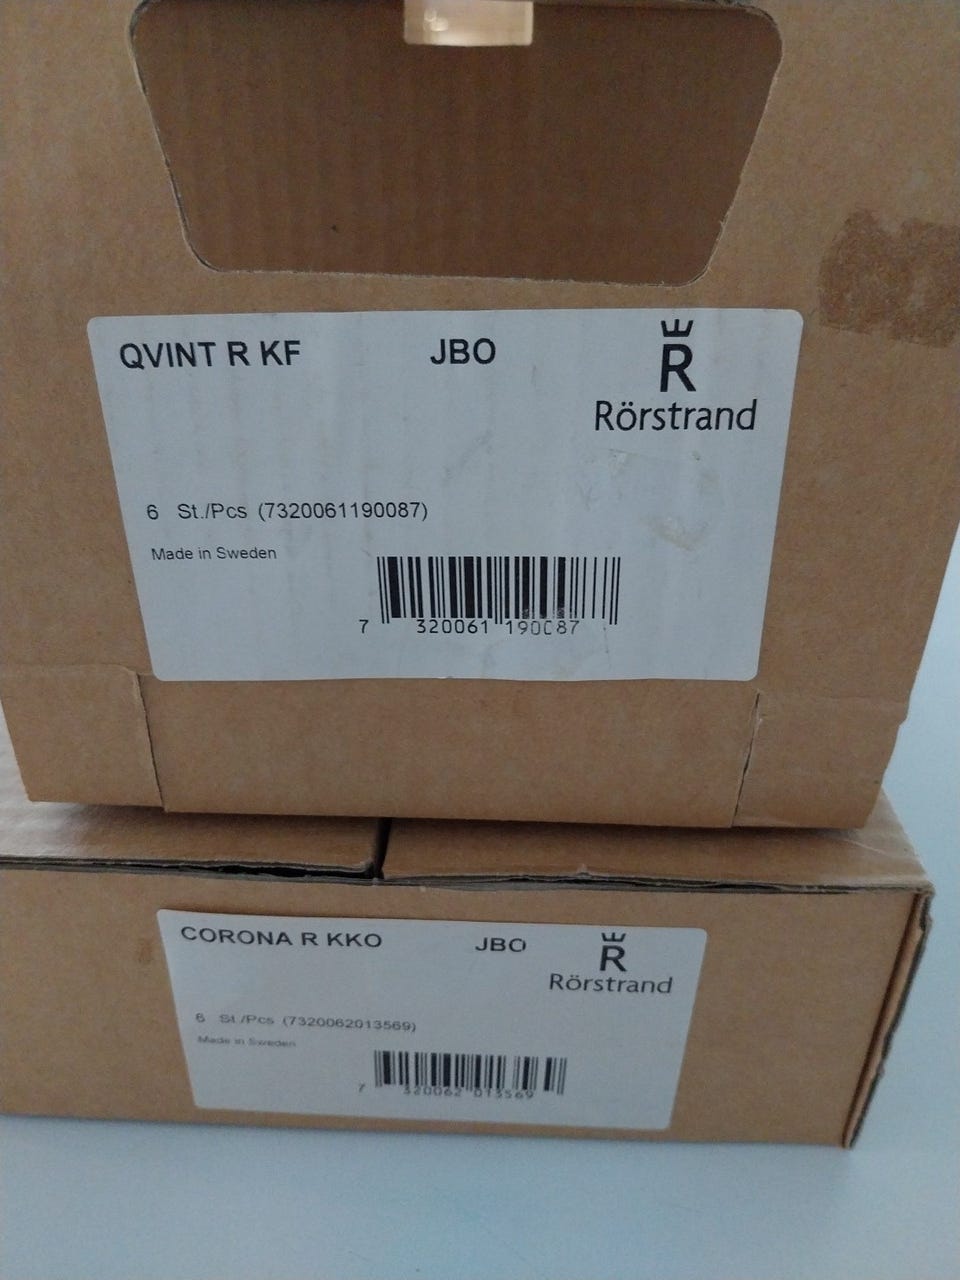 QVINT R KF JBO
R
Rörstrand
6 St./Pcs (7320061190087)
Made in Sweden
7 320061 190087
CORONA R KKO JBO
R
Rörstrand
6 St./Pcs (7320062013569)
Made in Sweden
7 320062 013569